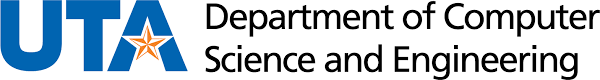 UTA Department of Computer
Science and Engineering